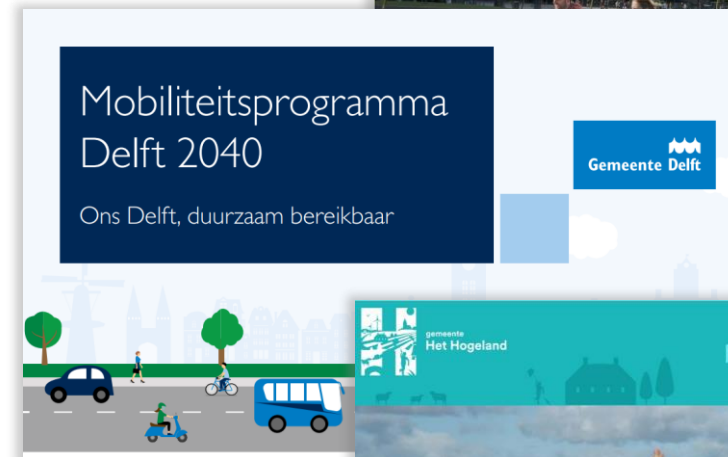 Mobiliteitsprogramma
Delft 2040
Ons Delft, duurzaam bereikbaar
Gemeente Delft
gemeente
Het Hogeland